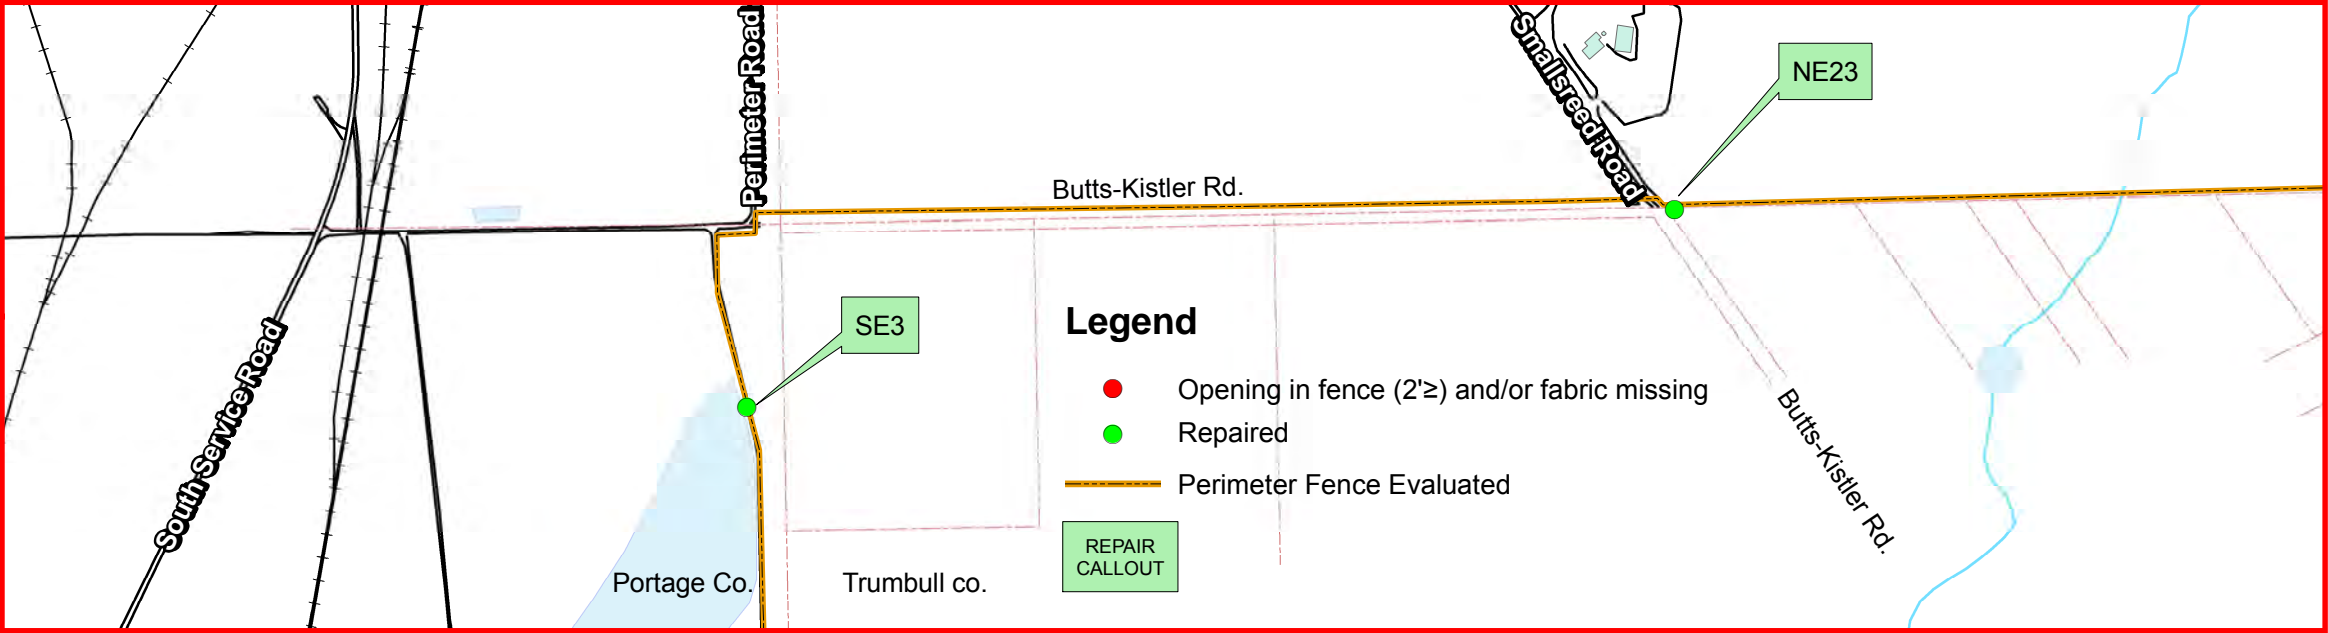 Perimeter Road
Smallsreed Road
NE23
Butts-Kistler Rd.
SE3
South Service Road
Legend
Opening in fence (2'≥) and/or fabric missing
Repaired
Perimeter Fence Evaluated
REPAIR
CALLOUT
Butts-Kistler Rd.
Portage Co.
Trumbull co.